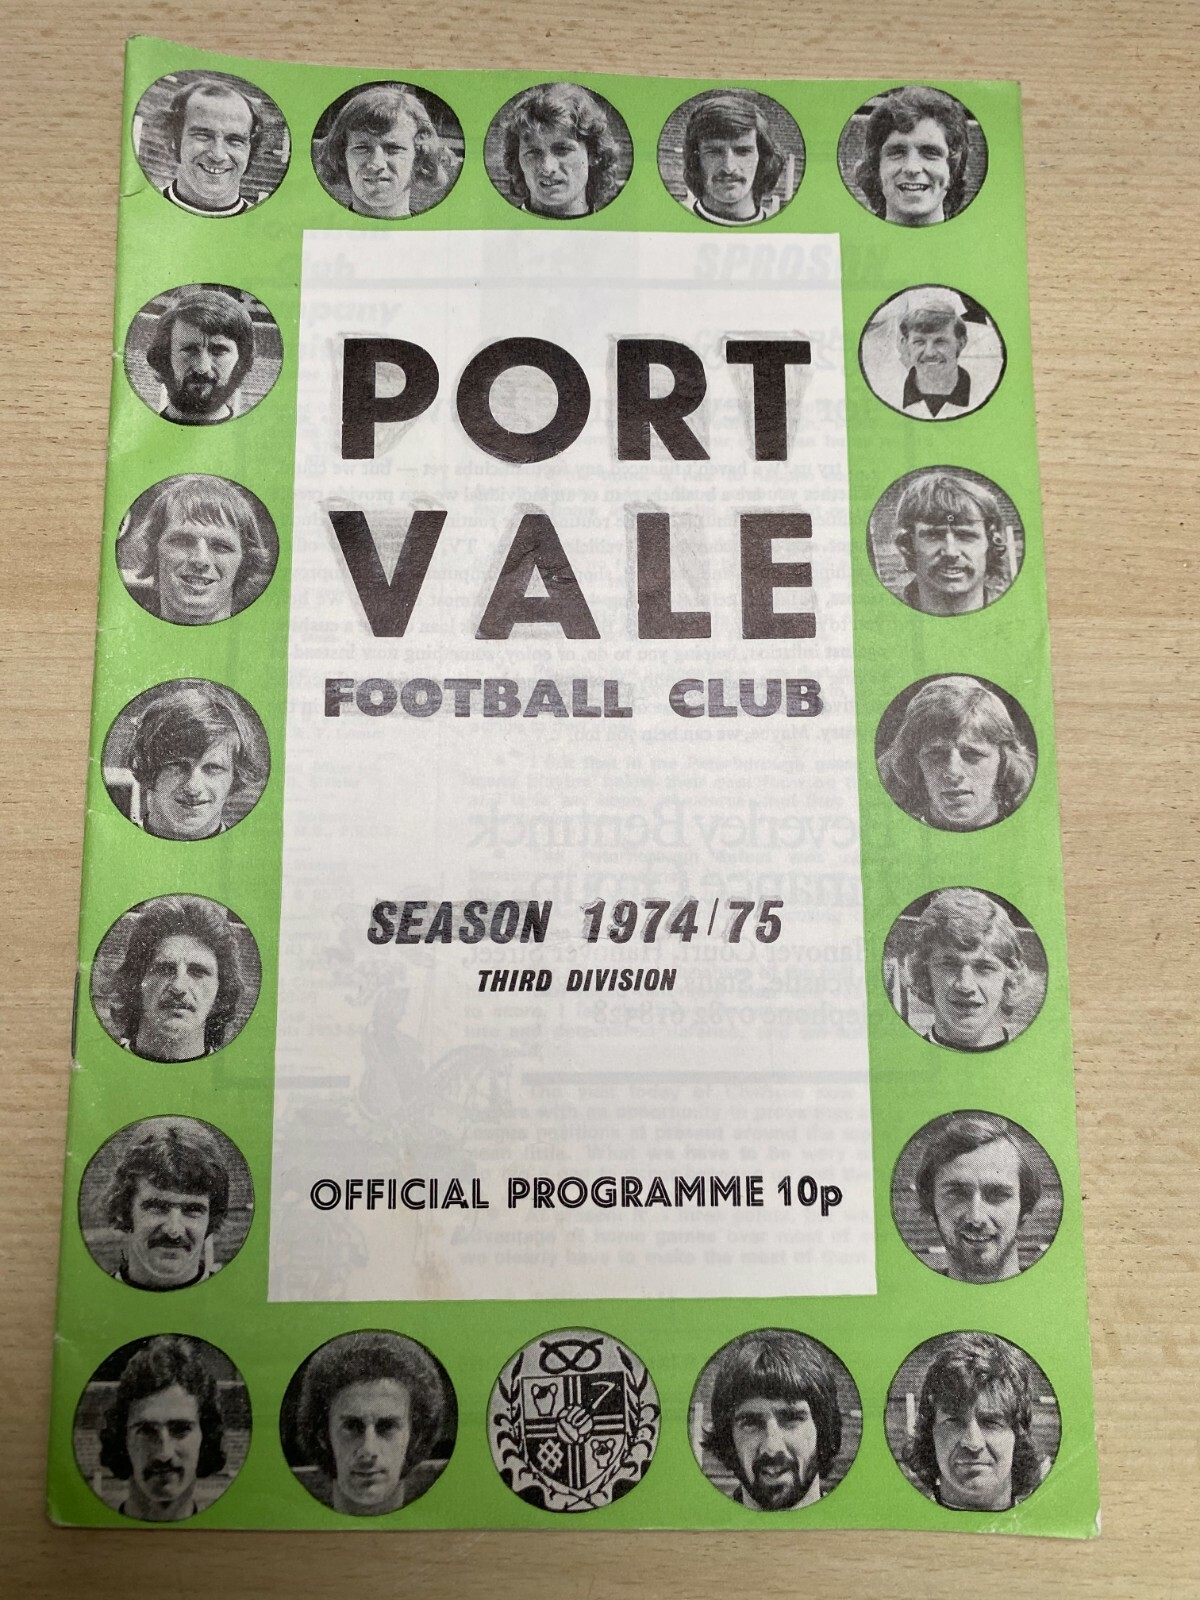 PORT
VALE
FOOTBALL CLUB
SEASON 1974/75
THIRD DIVISION
OFFICIAL PROGRAMME 10p